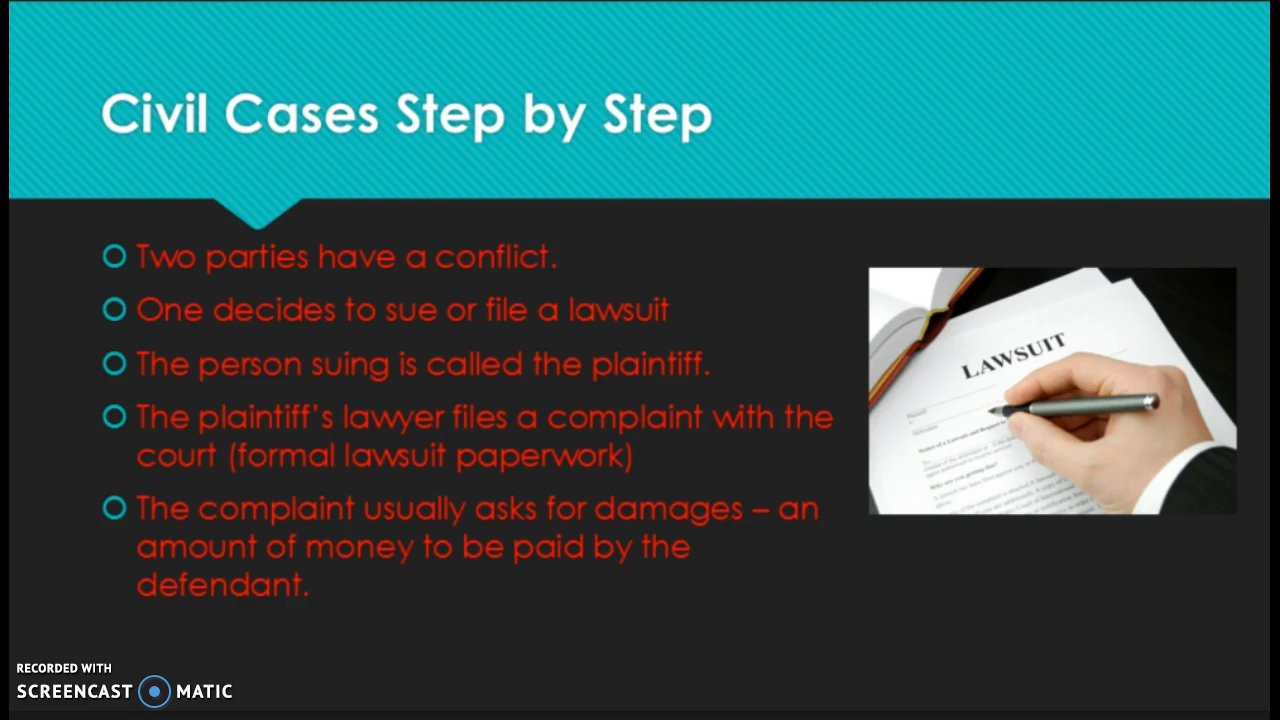 Civil Cases Step by Step
Two parties have a conflict.
One decides to sue or file a lawsuit
The person suing is called the plaintiff.
The plaintiff’s lawyer files a complaint with the
court (formal lawsuit paperwork)
The complaint usually asks for damages – an
amount of money to be paid by the
defendant.
LAWSUIT
Plaintiff
Defendant
RECORDED WITH
SCREENCAST MATIC